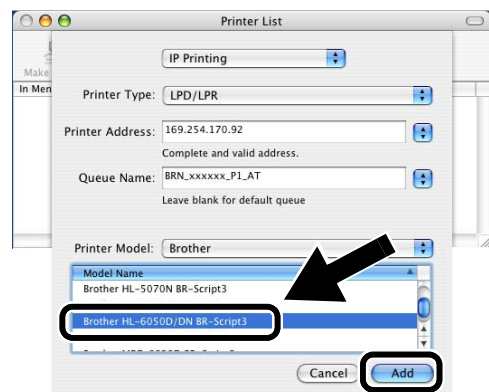 Printer List
IP Printing
Make
In Men
Printer Type: LPD/LPR
Printer Address: 169.254.170.92
Complete and valid address.
Queue Name: BRN_xxxxxx_P1_AT
Leave blank for default queue
Printer Model: Brother
Model Name
Brother HL-5070N BR-Script3
Brother HL-6050D/DN BR-Script3
Cancel Add